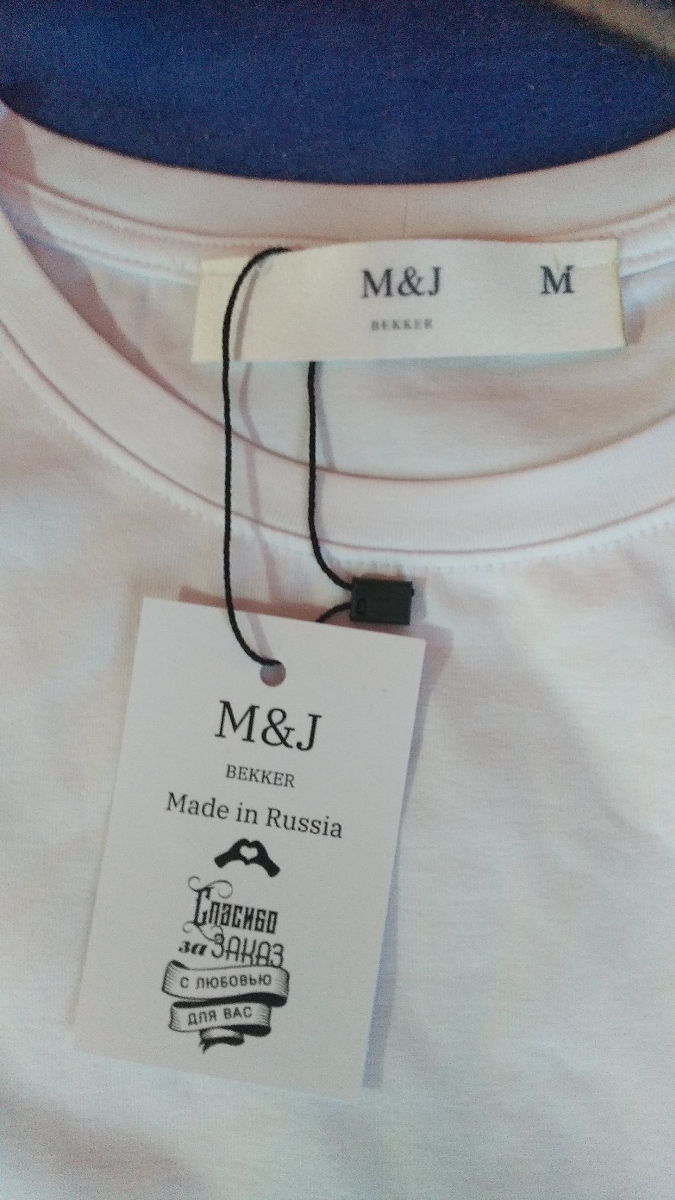 M&J M
BEKKER
M&J
BEKKER
Made in Russia
Спасибо
за ЗАКАЗ
С ЛЮБОВЬЮ
ДЛЯ ВАС